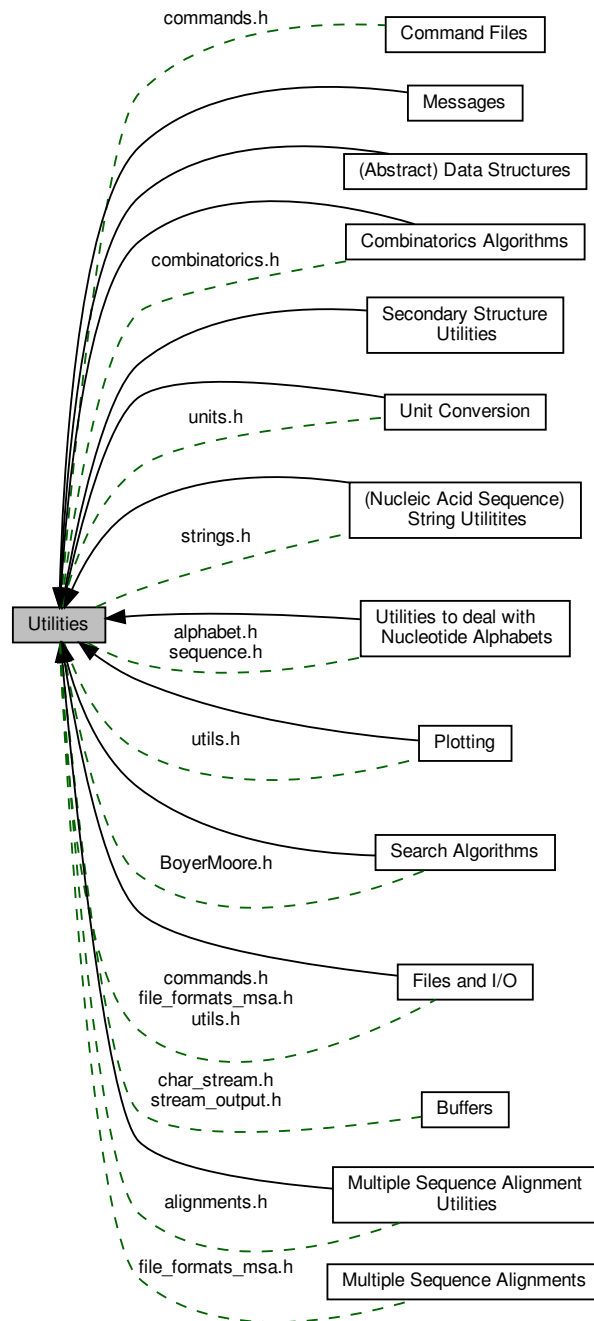 commands.h
Command Files
Messages
(Abstract) Data Structures
Combinatorics Algorithms
combinatorics.h
Secondary Structure
Utilities
Unit Conversion
units.h
(Nucleic Acid Sequence)
String Utilitites
strings.h
Utilities
Utilities to deal with
Nucleotide Alphabets
alphabet.h
sequence.h
Plotting
utils.h
Search Algorithms
BoyerMoore.h
Files and I/O
commands.h
file_formats_msa.h
utils.h
char_stream.h
stream_output.h
Buffers
Multiple Sequence Alignment
Utilities
alignments.h
file_formats_msa.h
Multiple Sequence Alignments